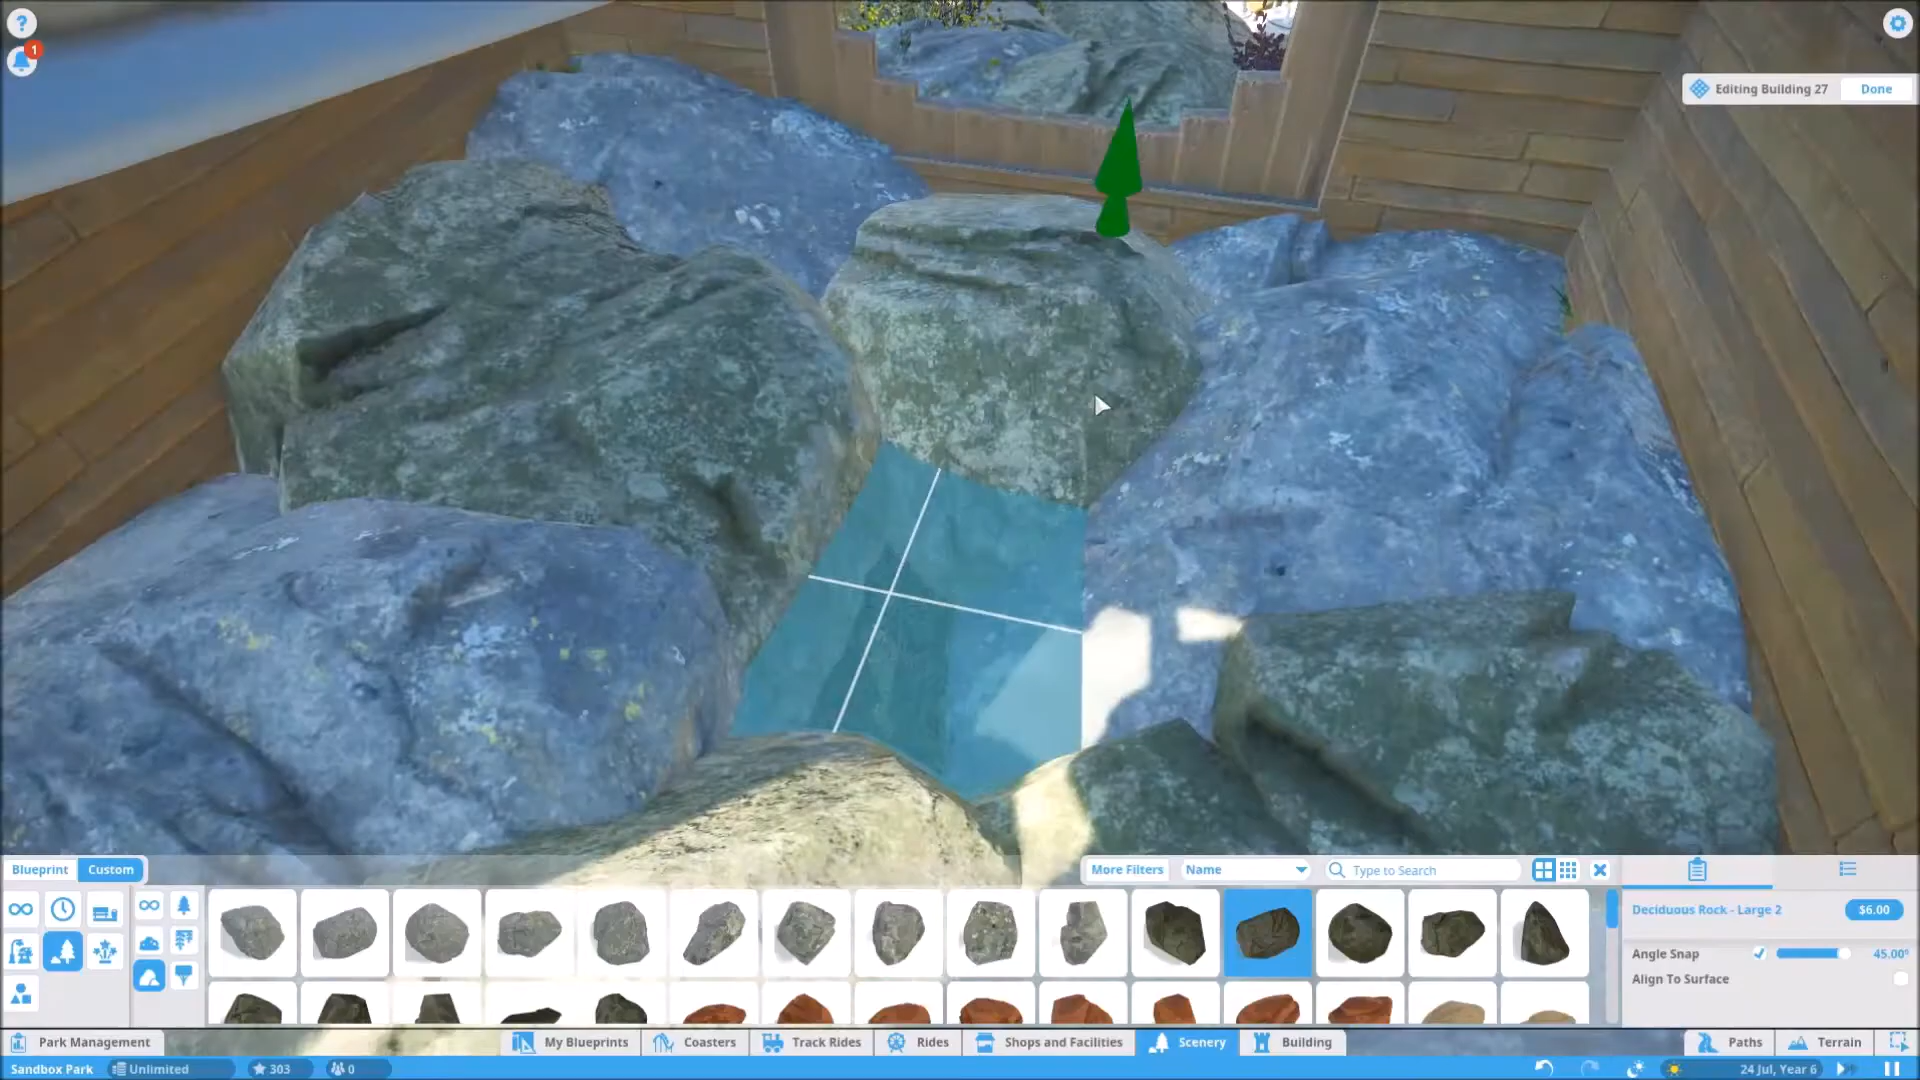 ?
1
Editing Building 27 Done
Blueprint Custom
More Filters Name Type to Search
Deciduous Rock - Large 2 $6.00
Angle Snap 45.00°
Align To Surface
Park Management My Blueprints Coasters Track Rides Rides Shops and Facilities Scenery Building Paths Terrain
Sandbox Park Unlimited 303 0 24 Jul, Year 6